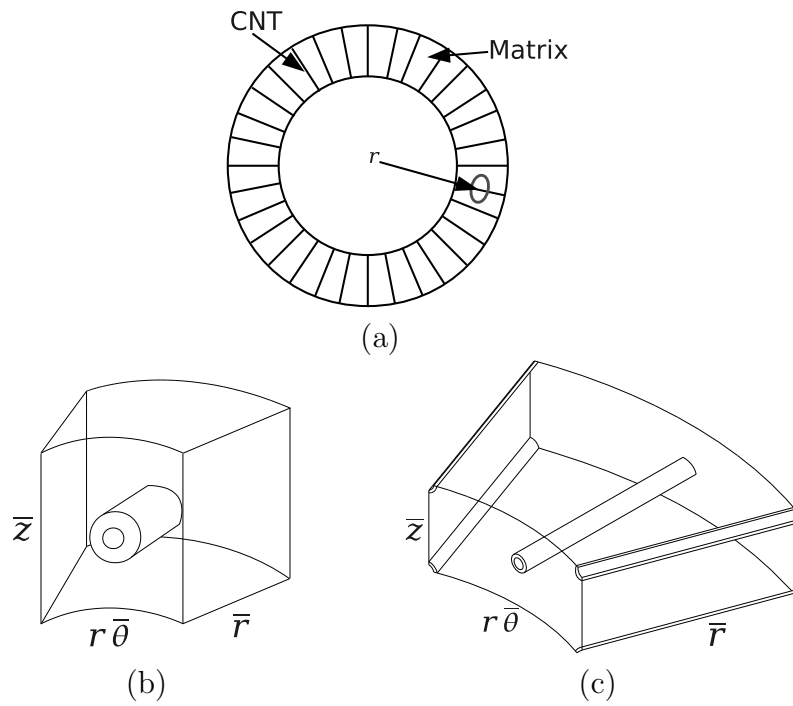 CNT
Matrix
r
(a)
z̅
r θ̅
r̅
(b)
z̅
r θ̅
r̅
(c)